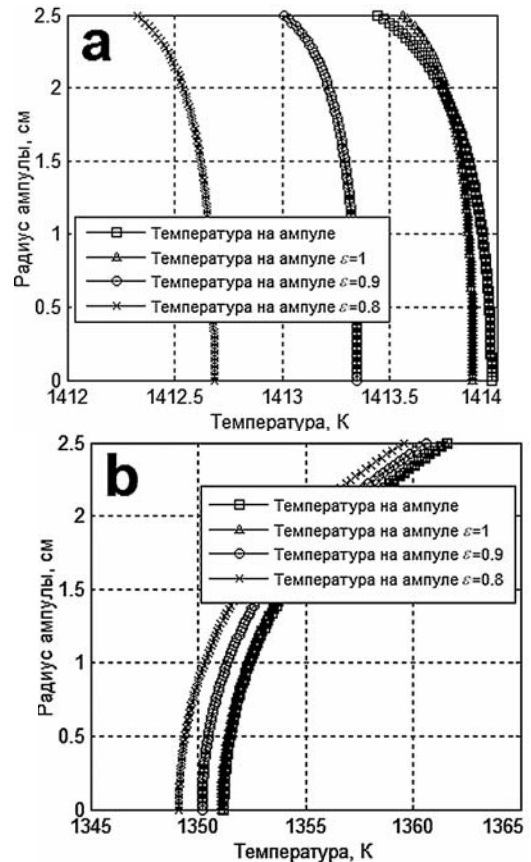 a
2.5
2
1.5
1
0.5
0
Радиус ампулы, см
Температура на ампуле
Температура на ампуле ε=1
Температура на ампуле ε=0.9
Температура на ампуле ε=0.8
1412 1412.5 1413 1413.5 1414
Температура, К
b
2.5
2
1.5
1
0.5
0
Радиус ампулы, см
Температура на ампуле
Температура на ампуле ε=1
Температура на ампуле ε=0.9
Температура на ампуле ε=0.8
1345 1350 1355 1360 1365
Температура, К